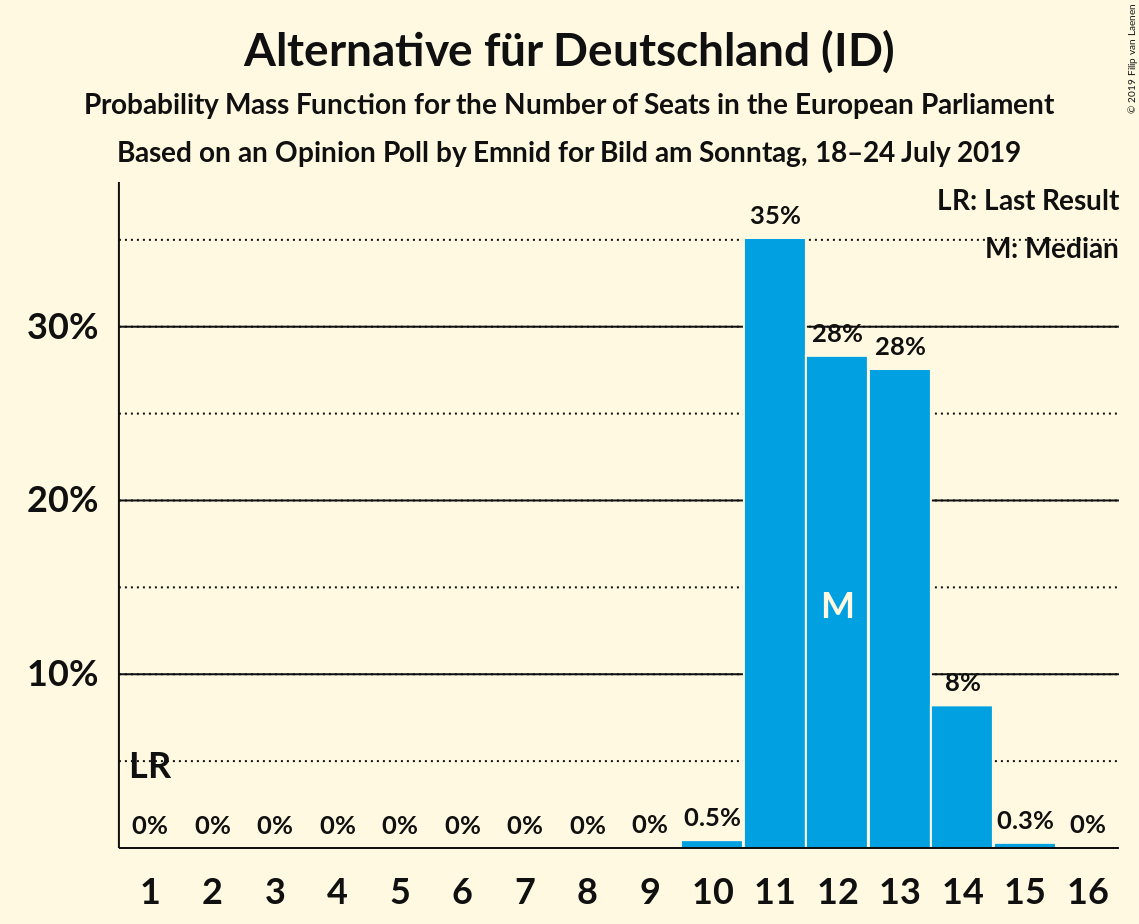 Alternative für Deutschland (ID)
Probability Mass Function for the Number of Seats in the European Parliament
Based on an Opinion Poll by Emnid for Bild am Sonntag, 18–24 July 2019
© 2019 Filip van Laenen
LR: Last Result
M: Median
35%
30%
28%
28%
20%
M
10%
8%
LR
0% 0% 0% 0% 0% 0% 0% 0% 0% 0.5% 0.3% 0%
1 2 3 4 5 6 7 8 9 10 11 12 13 14 15 16